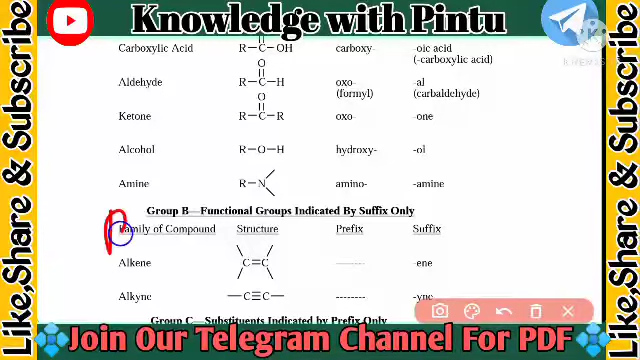 Knowledge with Pintu
Like,Share & Subscribe
Carboxylic Acid R—C—OH carboxy- -oic acid
(-carboxylic acid)
O
Aldehyde R—C—H oxo- -al
(formyl) (carbaldehyde)
O
Ketone R—C—R oxo- -one
Alcohol R—O—H hydroxy- -ol
Amine R—N amino- -amine
Group B—Functional Groups Indicated By Suffix Only
Family of Compound Structure Prefix Suffix
Alkene C=C -------- -ene
Alkyne —C≡C— -------- -yne
Group C—Substituents Indicated by Prefix Only
Like,Share & Subscribe
Join Our Telegram Channel For PDF